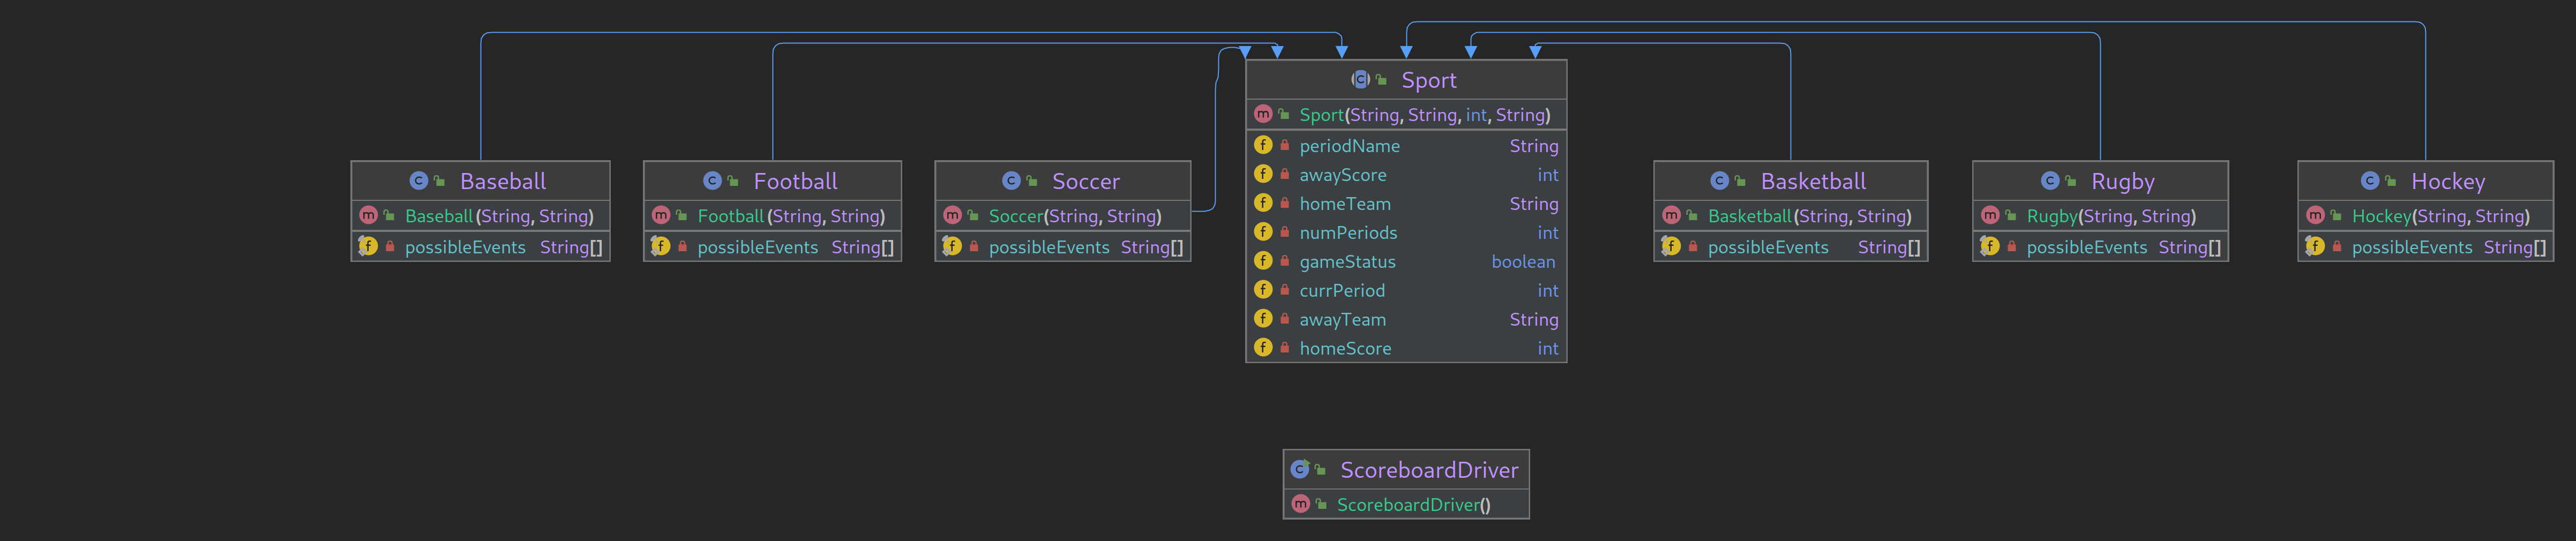 Sport
Sport(String, String, int, String)
periodName String
awayScore int
homeTeam String
numPeriods int
gameStatus boolean
currPeriod int
awayTeam String
homeScore int
Baseball
Baseball(String, String)
possibleEvents String[]
Football
Football(String, String)
possibleEvents String[]
Soccer
Soccer(String, String)
possibleEvents String[]
Basketball
Basketball(String, String)
possibleEvents String[]
Rugby
Rugby(String, String)
possibleEvents String[]
Hockey
Hockey(String, String)
possibleEvents String[]
ScoreboardDriver
ScoreboardDriver()